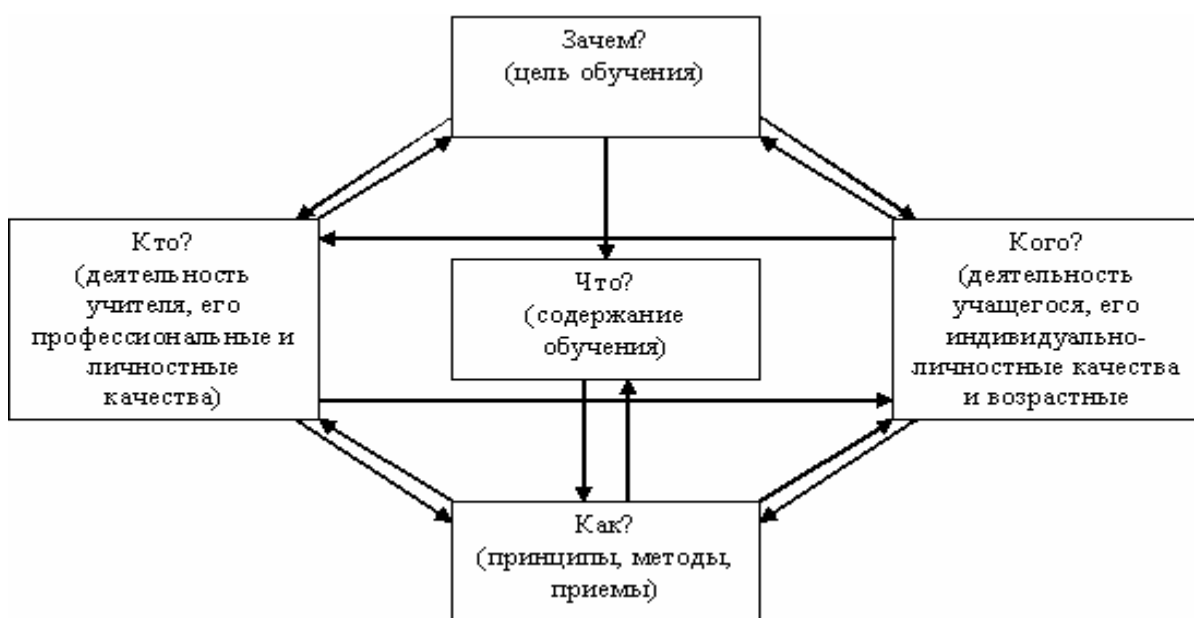 Зачем?
(цель обучения)
Кто?
(деятельность
учителя, его
профессиональные и
личностные
качества)
Что?
(содержание
обучения)
Кого?
(деятельность
учащегося, его
индивидуально-
личностные качества
и возрастные
Как?
(принципы, методы,
приемы)